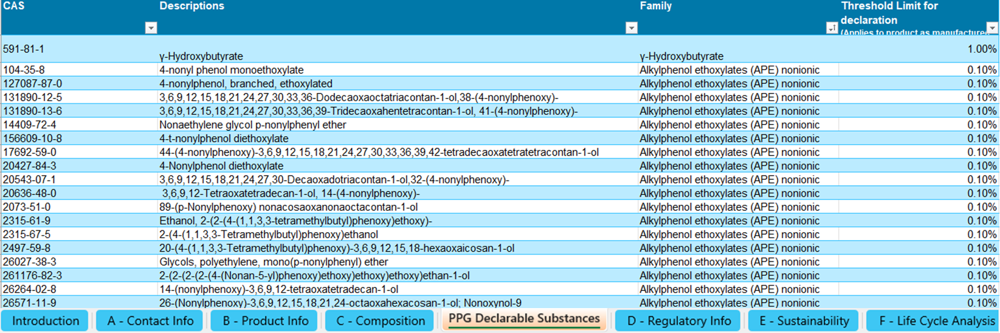 CAS Descriptions Family Threshold Limit for
declaration
(Applies to product as manufacture
591-81-1 γ-Hydroxybutyrate γ-Hydroxybutyrate 1.00%
104-35-8 4-nonyl phenol monoethoxylate Alkylphenol ethoxylates (APE) nonionic 0.10%
127087-87-0 4-nonylphenol, branched, ethoxylated Alkylphenol ethoxylates (APE) nonionic 0.10%
131890-12-5 3,6,9,12,15,18,21,24,27,30,33,36-Dodecaoxaoctatriacontan-1-ol,38-(4-nonylphenoxy)- Alkylphenol ethoxylates (APE) nonionic 0.10%
131890-13-6 3,6,9,12,15,18,21,24,27,30,33,36,39-Tridecaoxahentetracontan-1-ol, 41-(4-nonylphenoxy)- Alkylphenol ethoxylates (APE) nonionic 0.10%
14409-72-4 Nonaethylene glycol p-nonylphenyl ether Alkylphenol ethoxylates (APE) nonionic 0.10%
156609-10-8 4-t-nonylphenol diethoxylate Alkylphenol ethoxylates (APE) nonionic 0.10%
17692-59-0 44-(4-nonylphenoxy)-3,6,9,12,15,18,21,24,27,30,33,36,39,42-tetradecaoxatetratetracontan-1-ol Alkylphenol ethoxylates (APE) nonionic 0.10%
20427-84-3 4-Nonylphenol diethoxylate Alkylphenol ethoxylates (APE) nonionic 0.10%
20543-07-1 3,6,9,12,15,18,21,24,27,30-Decaoxadotriacontan-1-ol,32-(4-nonylphenoxy)- Alkylphenol ethoxylates (APE) nonionic 0.10%
20636-48-0 3,6,9,12-Tetraoxatetradecan-1-ol, 14-(4-nonylphenoxy)- Alkylphenol ethoxylates (APE) nonionic 0.10%
2073-51-0 89-(p-Nonylphenoxy) nonacosaoxanonaoctacontan-1-ol Alkylphenol ethoxylates (APE) nonionic 0.10%
2315-61-9 Ethanol, 2-(2-(4-(1,1,3,3-tetramethylbutyl)phenoxy)ethoxy)- Alkylphenol ethoxylates (APE) nonionic 0.10%
2315-67-5 2-(4-(1,1,3,3-Tetramethylbutyl)phenoxy)ethanol Alkylphenol ethoxylates (APE) nonionic 0.10%
2497-59-8 20-(4-(1,1,3,3-Tetramethylbutyl)phenoxy)-3,6,9,12,15,18-hexaoxaicosan-1-ol Alkylphenol ethoxylates (APE) nonionic 0.10%
26027-38-3 Glycols, polyethylene, mono(p-nonylphenyl) ether Alkylphenol ethoxylates (APE) nonionic 0.10%
261176-82-3 2-(2-(2-(2-(4-(Nonan-5-yl)phenoxy)ethoxy)ethoxy)ethoxy)ethan-1-ol Alkylphenol ethoxylates (APE) nonionic 0.10%
26264-02-8 14-(nonylphenoxy)-3,6,9,12-tetraoxatetradecan-1-ol Alkylphenol ethoxylates (APE) nonionic 0.10%
26571-11-9 26-(Nonylphenoxy)-3,6,9,12,15,18,21,24-octaoxahexacosan-1-ol; Nonoxynol-9 Alkylphenol ethoxylates (APE) nonionic 0.10%
Introduction A - Contact Info B - Product Info C - Composition PPG Declarable Substances D - Regulatory Info E - Sustainability F - Life Cycle Analysis